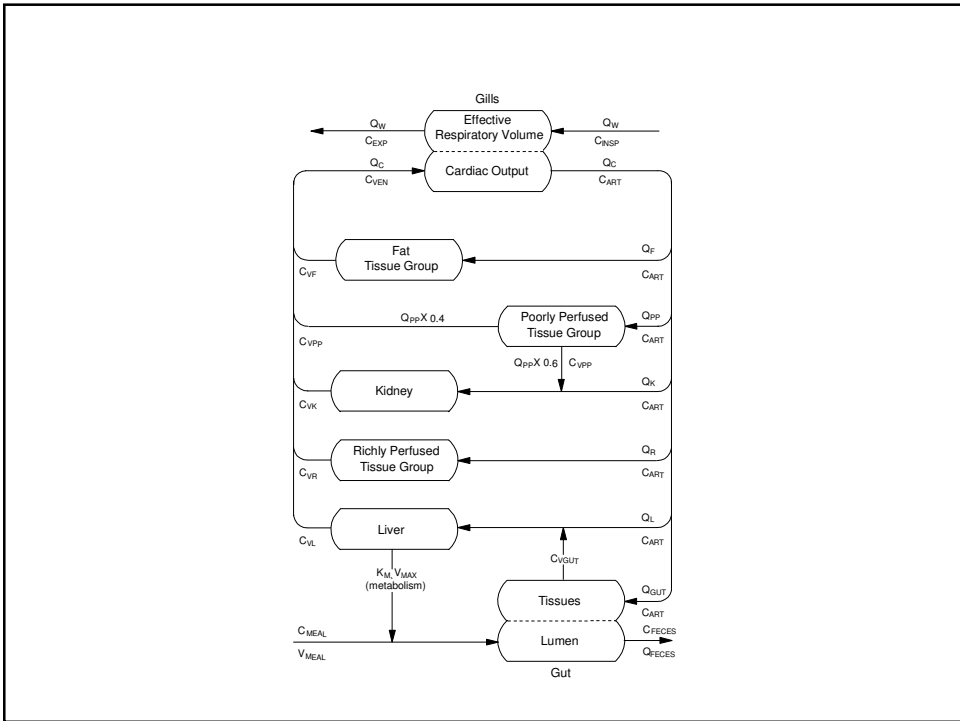 Gills
Effective
Respiratory Volume
Q_W
C_EXP
Q_W
C_INSP
Cardiac Output
Q_C
C_VEN
Q_C
C_ART
Fat
Tissue Group
C_VF
Q_F
C_ART
Poorly Perfused
Tissue Group
Q_PP X 0.4
C_VPP
Q_PP
C_ART
Q_PP X 0.6
C_VPP
Kidney
C_VK
Q_K
C_ART
Richly Perfused
Tissue Group
C_VR
Q_R
C_ART
Liver
C_VL
Q_L
C_ART
C_VGUT
K_M, V_MAX
(metabolism)
Tissues
Q_GUT
C_ART
C_MEAL
V_MEAL
Lumen
C_FECES
Q_FECES
Gut